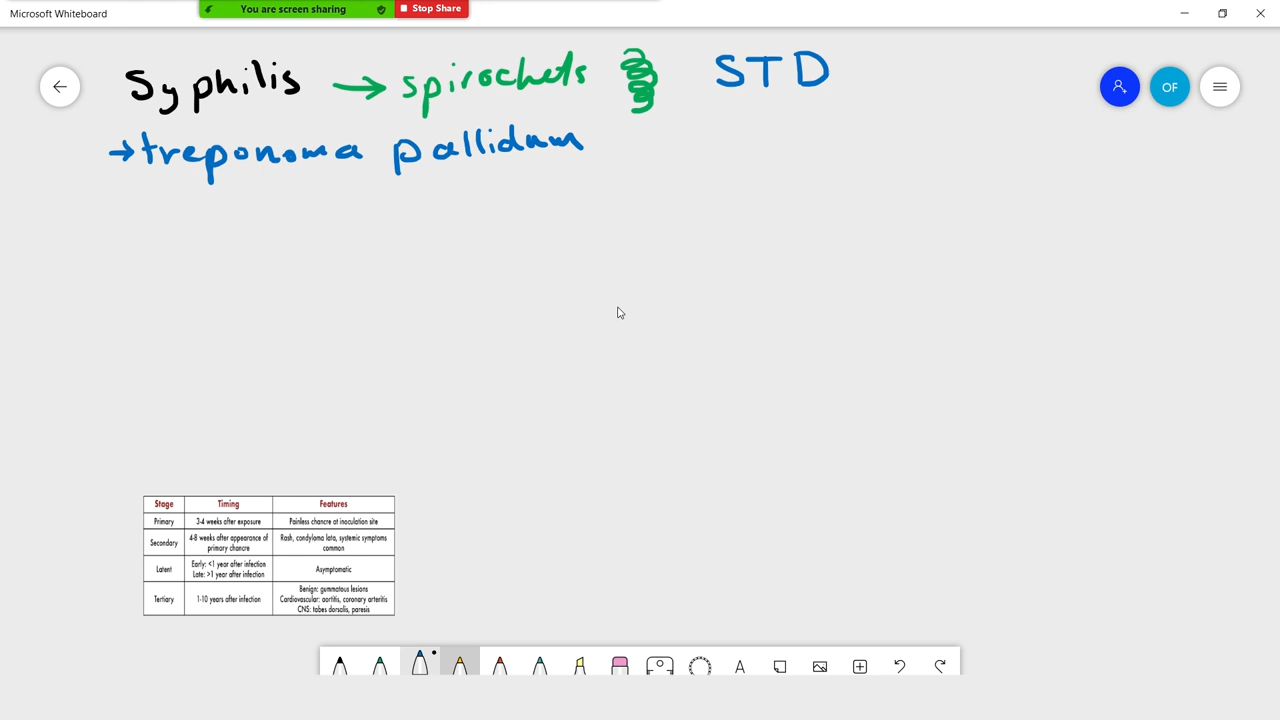 Microsoft Whiteboard
You are screen sharing
Stop Share
Syphilis → spirochets STD
→ treponoma pallidum
OF
Stage Timing Features
Primary 3-4 weeks after exposure Painless chancre at inoculation site
Secondary 4-8 weeks after appearance of primary chancre Rash, condyloma lata, systemic symptoms common
Latent Early: <1 year after infection Late: >1 year after infection Asymptomatic
Tertiary 1-10 years after infection Benign: gummatous lesions Cardiovascular: aortitis, coronary arteritis CNS: tabes dorsalis, paresis
A